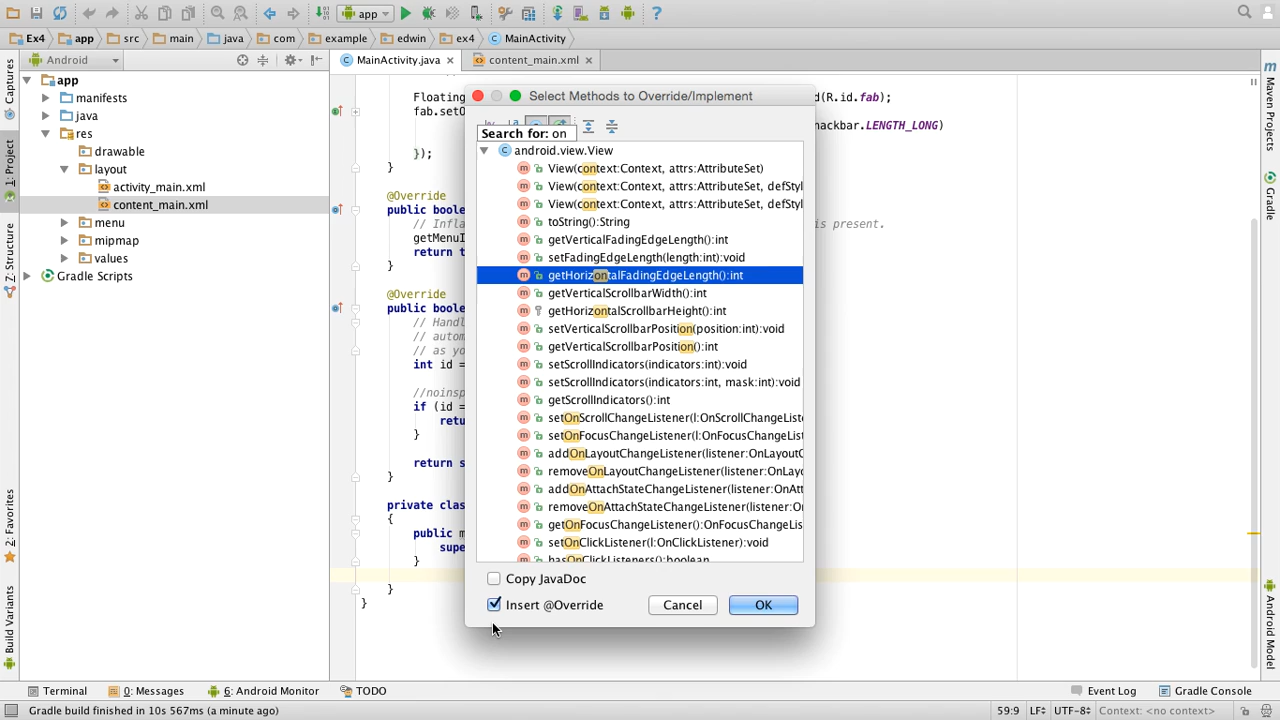 app
Ex4 app src main java com example edwin ex4 MainActivity
Android
MainActivity.java
content_main.xml
Captures
1: Project
7: Structure
2: Favorites
Build Variants
Maven Projects
Gradle
Android Model
app
manifests
java
res
drawable
layout
activity_main.xml
content_main.xml
menu
mipmap
values
Gradle Scripts
Floating
d(R.id.fab);
fab.setO
nackbar.LENGTH_LONG)
});
}
@Override
public boole
// Infla
is present.
getMenuI
return t
}
@Override
public boole
// Handl
// autom
// as yo
int id =
//noinsp
if (id =
retu
}
return s
}
private clas
{
public m
supe
}
}
}
Select Methods to Override/Implement
Search for: on
android.view.View
View(context:Context, attrs:AttributeSet)
View(context:Context, attrs:AttributeSet, defStyl
View(context:Context, attrs:AttributeSet, defStyl
toString():String
getVerticalFadingEdgeLength():int
setFadingEdgeLength(length:int):void
getHorizontalFadingEdgeLength():int
getVerticalScrollbarWidth():int
getHorizontalScrollbarHeight():int
setVerticalScrollbarPosition(position:int):void
getVerticalScrollbarPosition():int
setScrollIndicators(indicators:int):void
setScrollIndicators(indicators:int, mask:int):void
getScrollIndicators():int
setOnScrollChangeListener(l:OnScrollChangeListe
setOnFocusChangeListener(l:OnFocusChangeLis
addOnLayoutChangeListener(listener:OnLayoutC
removeOnLayoutChangeListener(listener:OnLayo
addOnAttachStateChangeListener(listener:OnAtt
removeOnAttachStateChangeListener(listener:O
getOnFocusChangeListener():OnFocusChangeLis
setOnClickListener(l:OnClickListener):void
hasOnClickListeners():boolean
Copy JavaDoc
Insert @Override
Cancel
OK
Terminal
0: Messages
6: Android Monitor
TODO
Event Log
Gradle Console
Gradle build finished in 10s 567ms (a minute ago)
59:9
LF
UTF-8
Context: <no context>